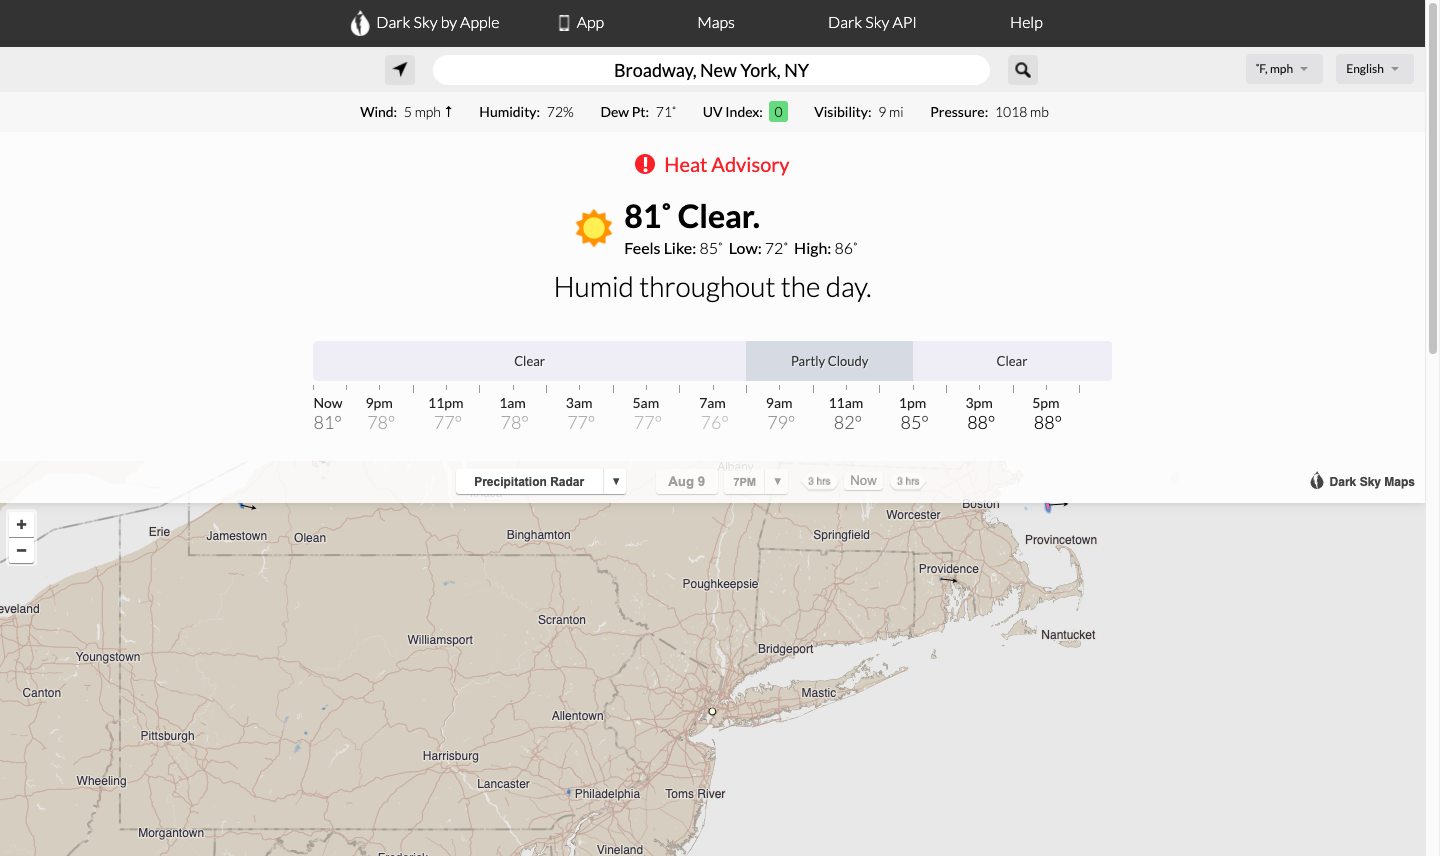 Dark Sky by Apple App Maps Dark Sky API Help
Broadway, New York, NY ˚F, mph English
Wind: 5 mph ↑ Humidity: 72% Dew Pt: 71˚ UV Index: 0 Visibility: 9 mi Pressure: 1018 mb
Heat Advisory
81˚ Clear.
Feels Like: 85˚ Low: 72˚ High: 86˚
Humid throughout the day.
Clear Partly Cloudy Clear
Now 9pm 11pm 1am 3am 5am 7am 9am 11am 1pm 3pm 5pm
81° 78° 77° 78° 77° 77° 76° 79° 82° 85° 88° 88°
Albany
Precipitation Radar ▼ Aug 9 7PM ▼ 3 hrs Now 3 hrs Dark Sky Maps
Boston
Worcester
+
Erie Jamestown Olean Binghamton Springfield Provincetown
−
Providence
Poughkeepsie
eveland
Scranton
Williamsport Nantucket
Youngstown Bridgeport
Canton Mastic
Allentown
Pittsburgh
Harrisburg
Wheeling Lancaster
Philadelphia Toms River
Morgantown
Vineland
Frederick